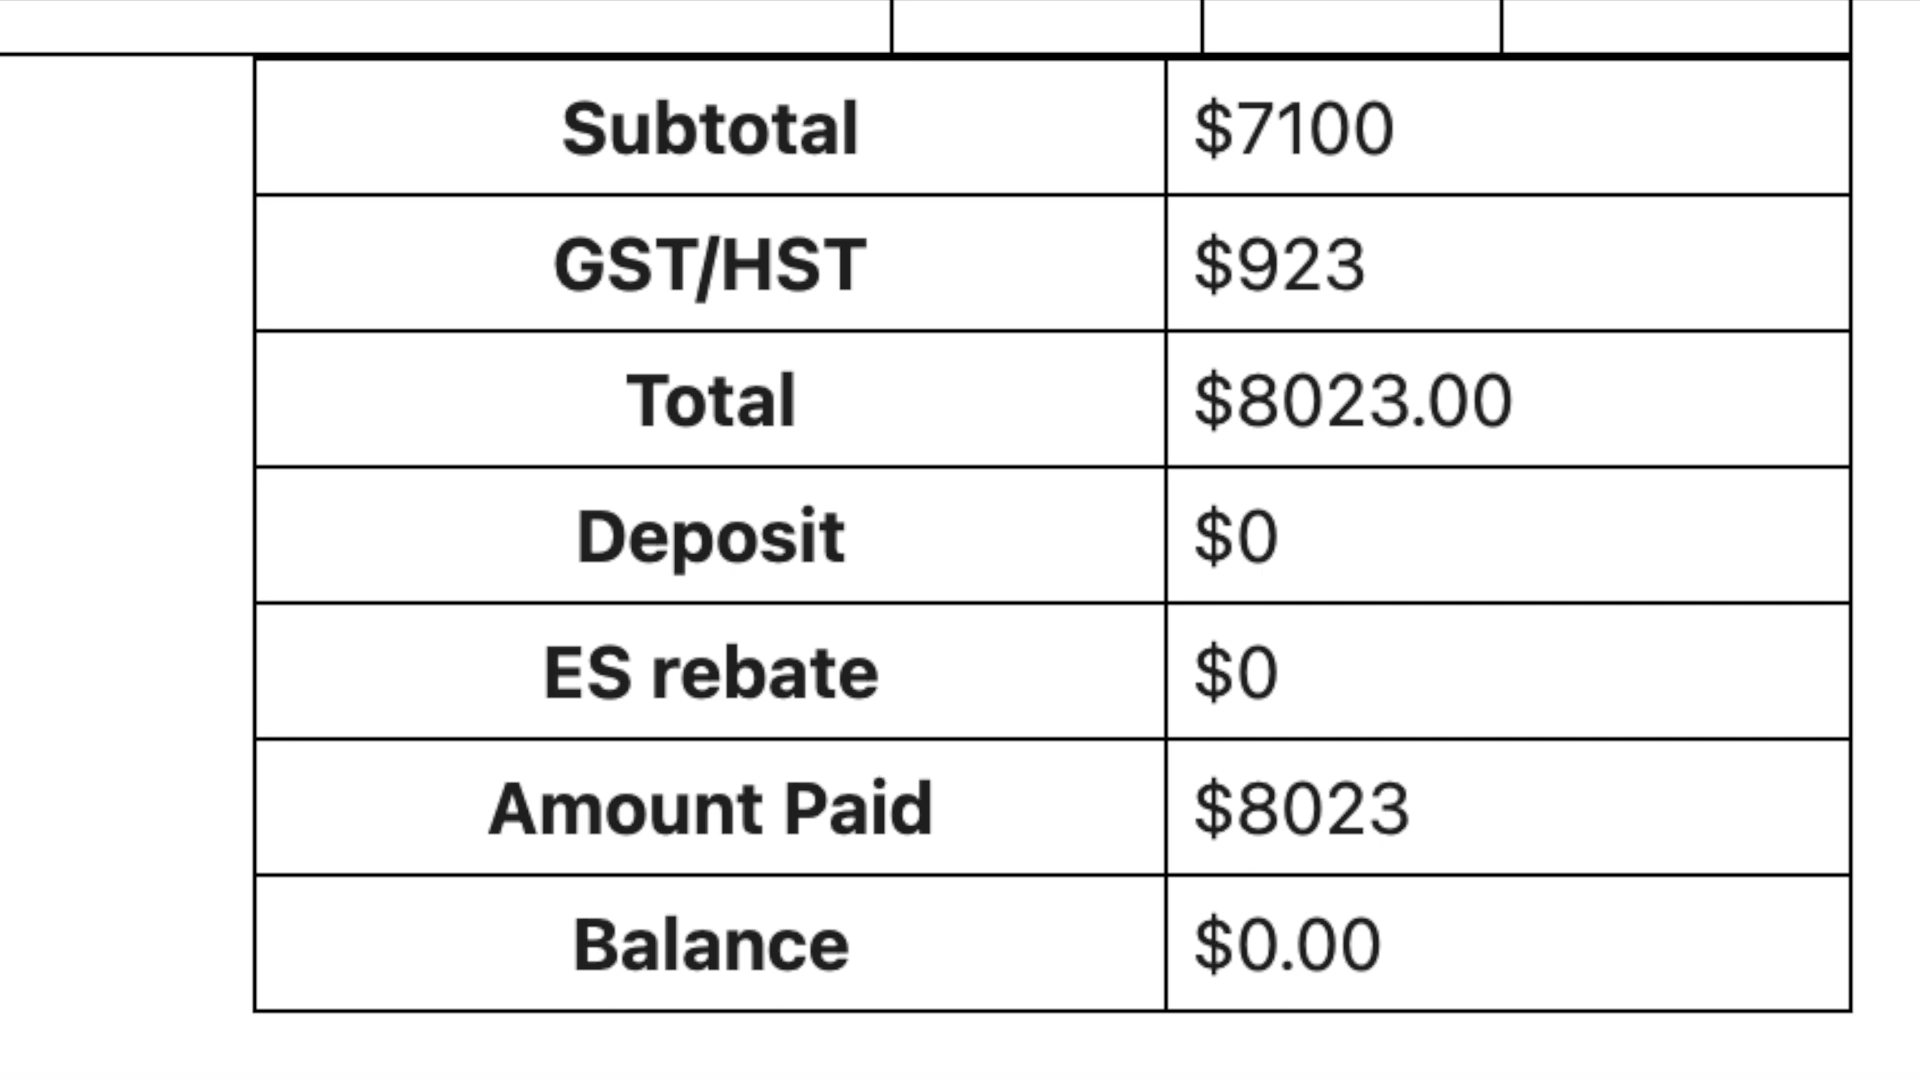 Subtotal $7100
GST/HST $923
Total $8023.00
Deposit $0
ES rebate $0
Amount Paid $8023
Balance $0.00